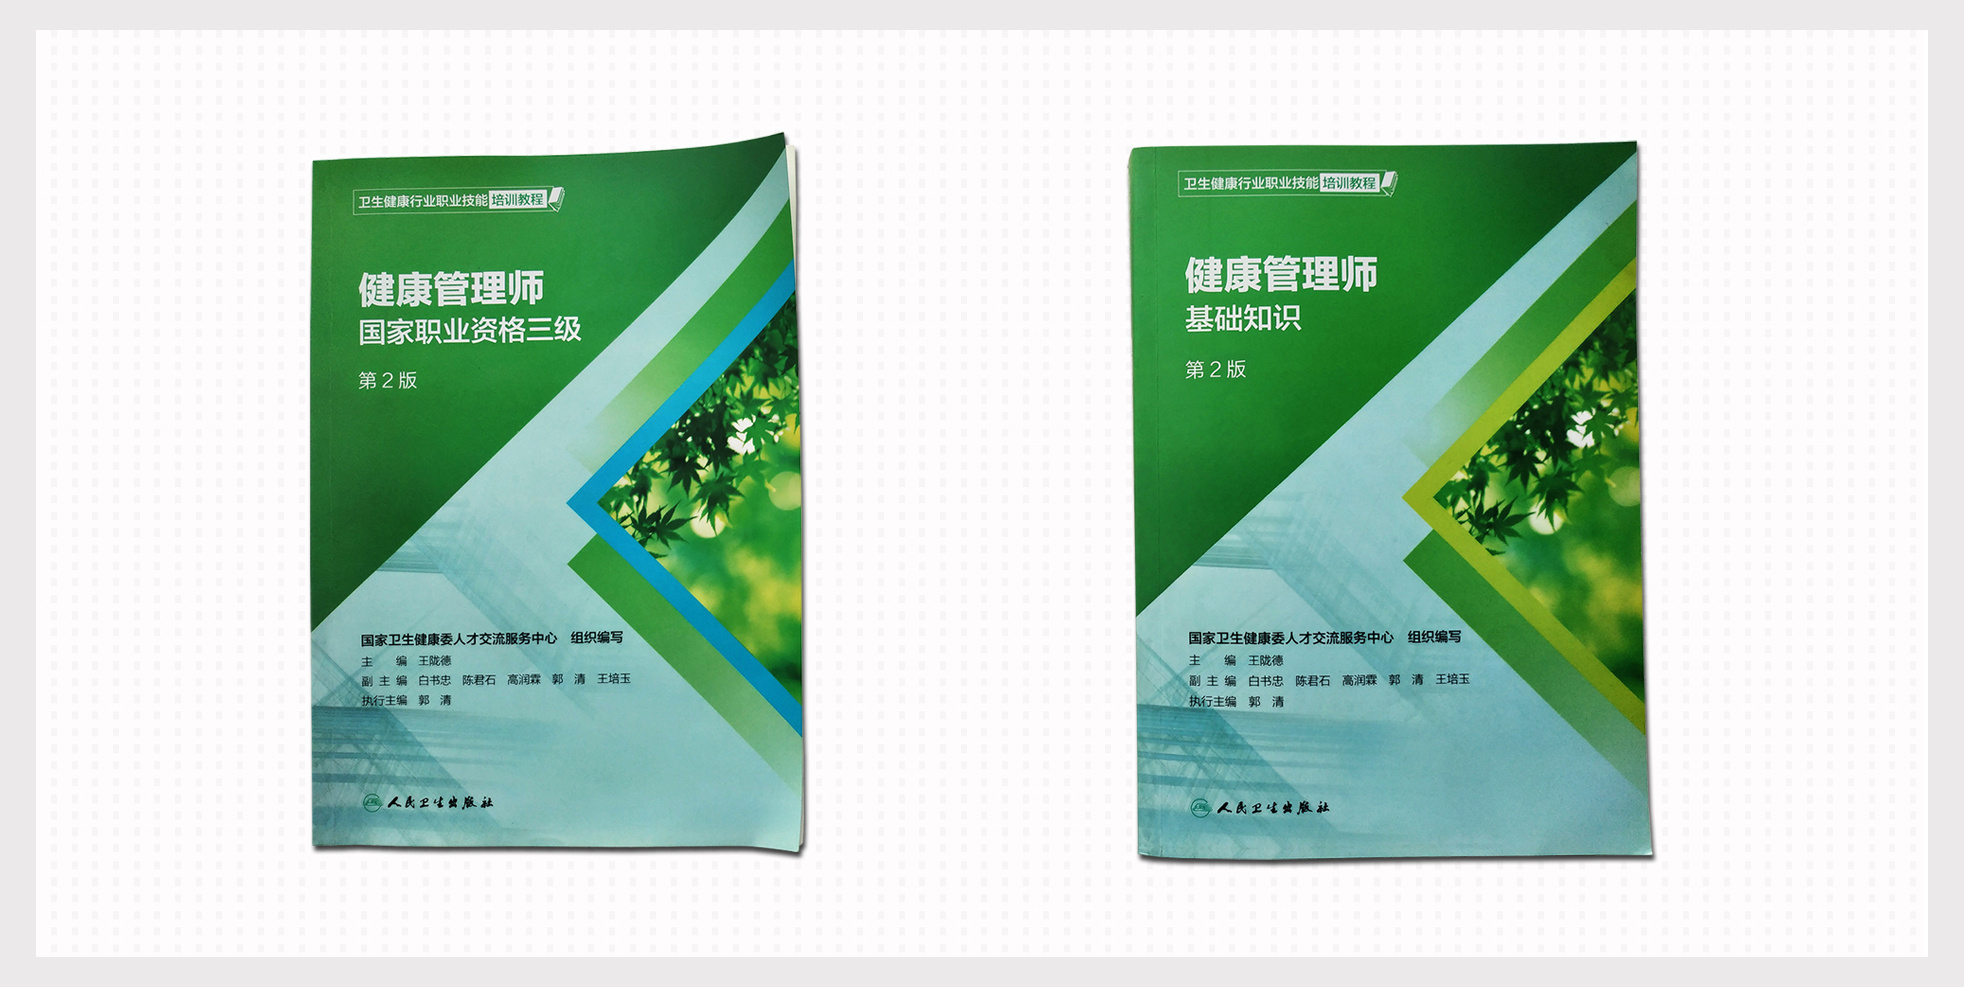 卫生健康行业职业技能 培训教程
健康管理师
国家职业资格三级
第2版
国家卫生健康委人才交流服务中心 组织编写
主 编 王陇德
副 主 编 白书忠 陈君石 高润霖 郭 清 王培玉
执行主编 郭 清
人民卫生出版社
卫生健康行业职业技能 培训教程
健康管理师
基础知识
第2版
国家卫生健康委人才交流服务中心 组织编写
主 编 王陇德
副 主 编 白书忠 陈君石 高润霖 郭 清 王培玉
执行主编 郭 清
人民卫生出版社